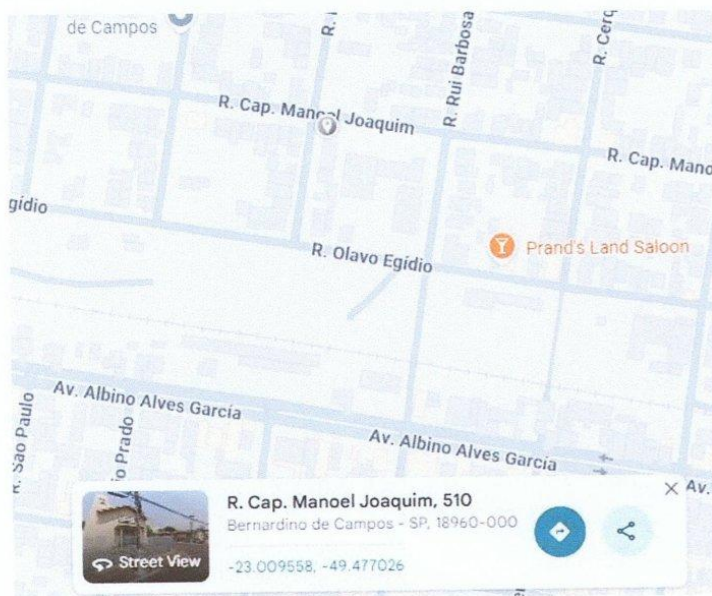 de Campos
R. Rui Barbosa
R. Cerq
R. Cap. Manoel Joaquim
R. Cap. Mano
gídio
R. Olavo Egídio
Prand's Land Saloon
Av. Albino Alves Garcia
Av. Albino Alves Garcia
Av.
R. São Paulo
io Prado
R. Cap. Manoel Joaquim, 510
Bernardino de Campos - SP, 18960-000
Street View
-23.009558, -49.477026